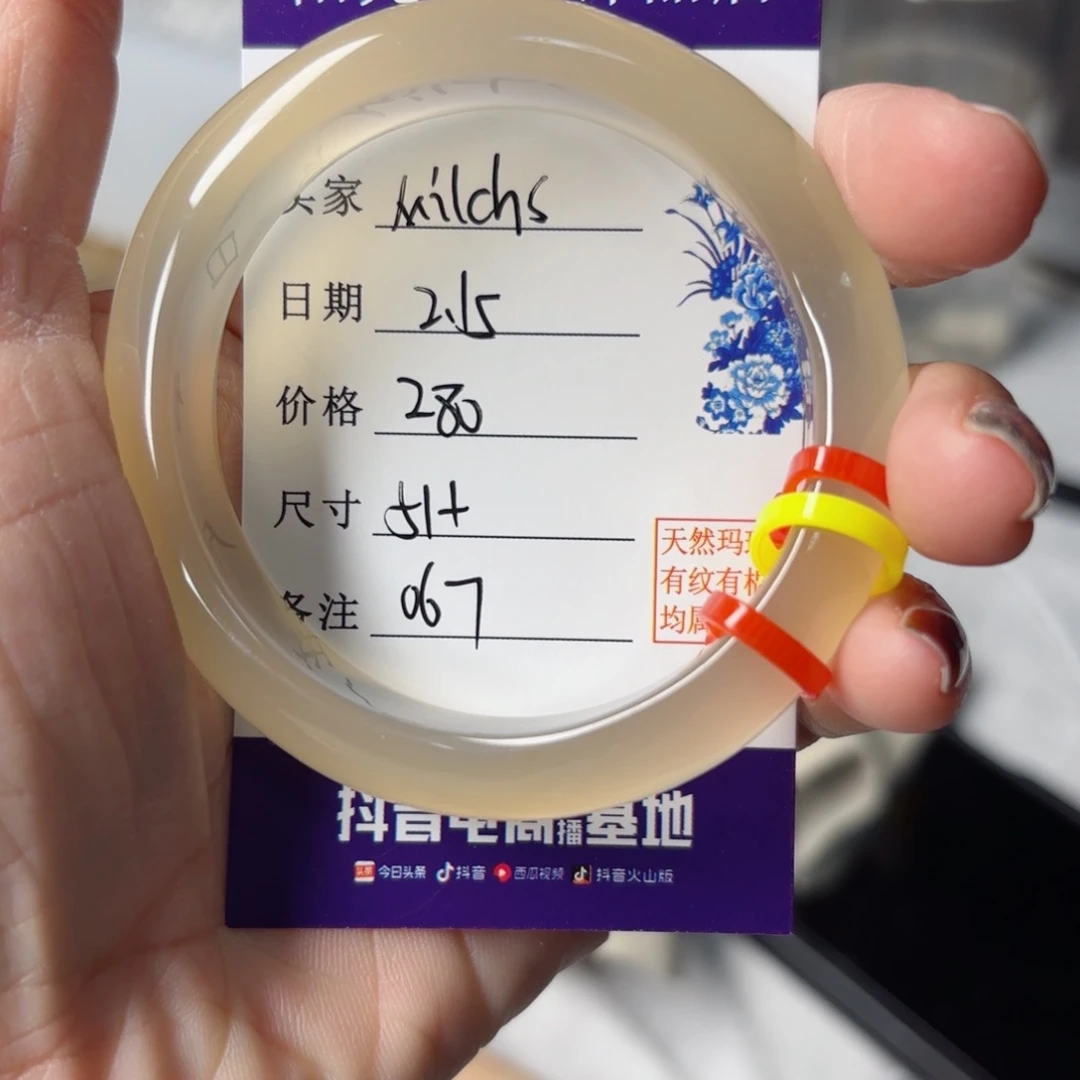 家 milchs
日期 2.15
价格 280
尺寸 51+
备注 067
天然玛
有纹有
均属
抖音电商播基地
今日头条 抖音 西瓜视频 抖音火山版